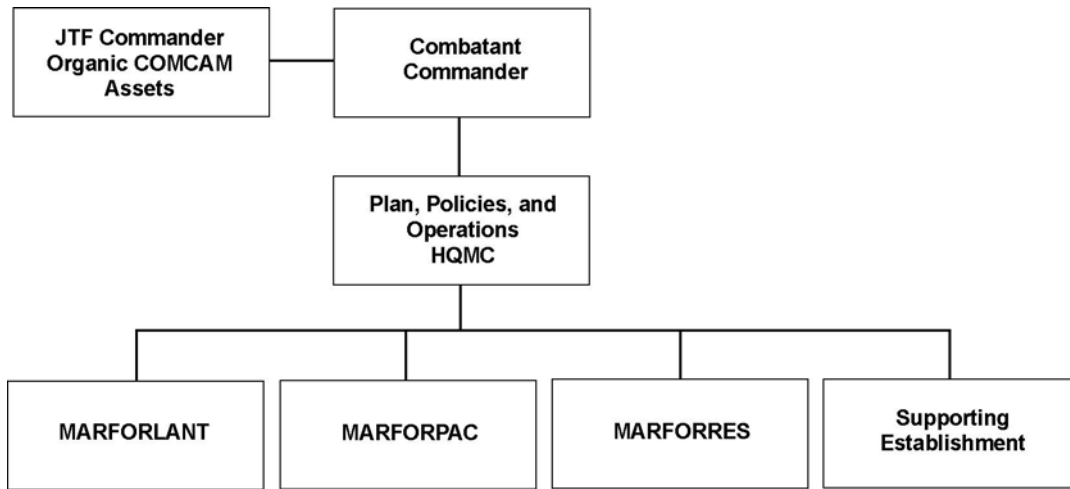 JTF Commander
Organic COMCAM
Assets
Combatant
Commander
Plan, Policies, and
Operations
HQMC
MARFORLANT
MARFORPAC
MARFORRES
Supporting
Establishment